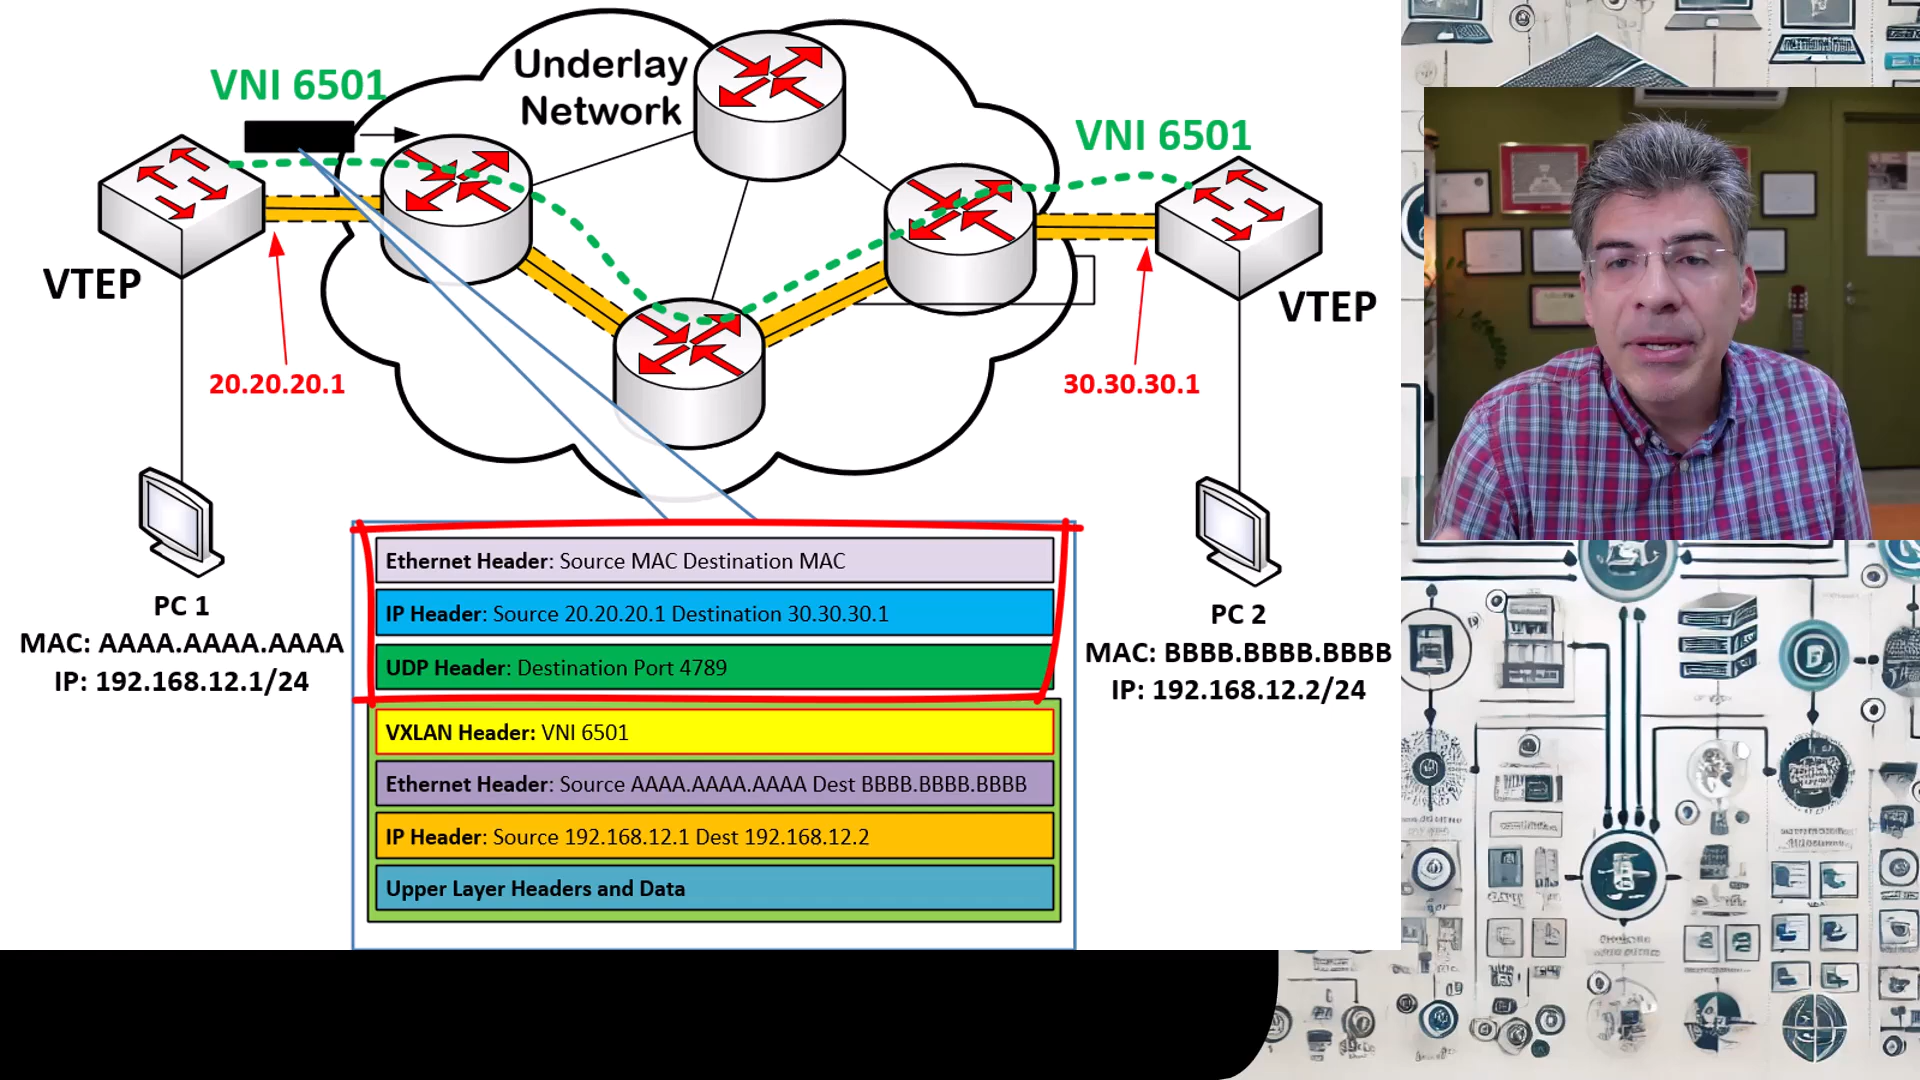 Underlay
Network
VNI 6501
VNI 6501
VTEP
VTEP
20.20.20.1
30.30.30.1
PC 1
MAC: AAAA.AAAA.AAAA
IP: 192.168.12.1/24
PC 2
MAC: BBBB.BBBB.BBBB
IP: 192.168.12.2/24
Ethernet Header: Source MAC Destination MAC
IP Header: Source 20.20.20.1 Destination 30.30.30.1
UDP Header: Destination Port 4789
VXLAN Header: VNI 6501
Ethernet Header: Source AAAA.AAAA.AAAA Dest BBBB.BBBB.BBBB
IP Header: Source 192.168.12.1 Dest 192.168.12.2
Upper Layer Headers and Data